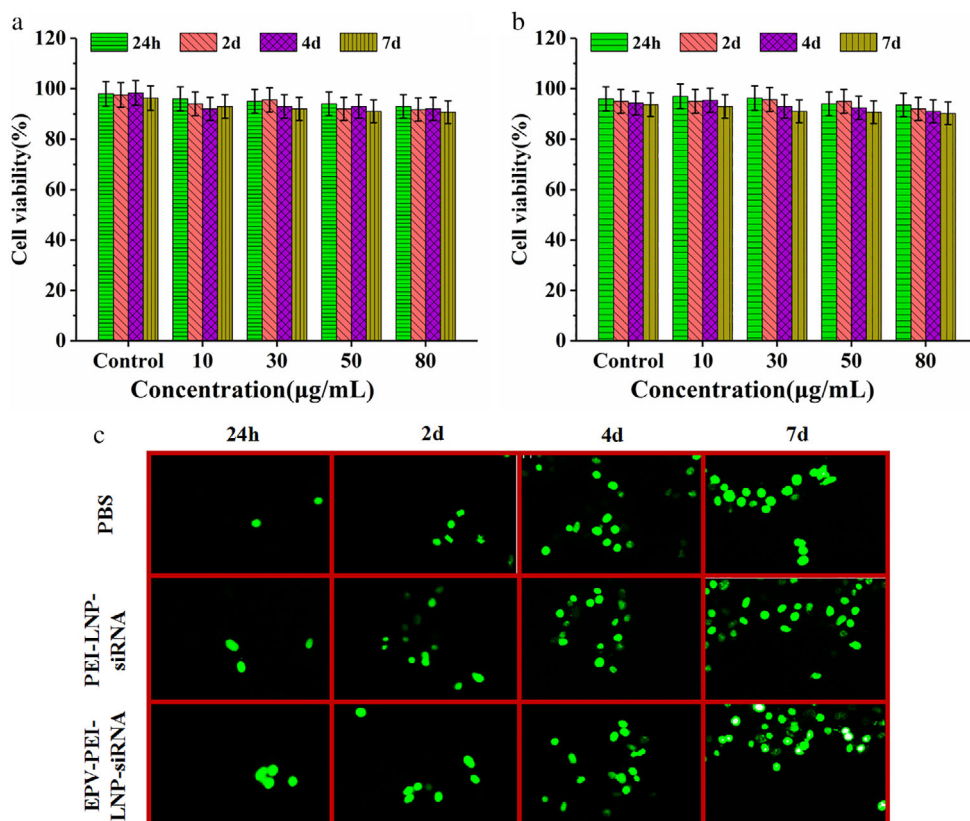 a
24h 2d 4d 7d
120
100
80
60
40
20
0
Cell viability(%)
Control 10 30 50 80
Concentration(μg/mL)
b
24h 2d 4d 7d
120
100
80
60
40
20
0
Cell viability(%)
Control 10 30 50 80
Concentration(μg/mL)
c
24h 2d 4d 7d
PBS
PEI-LNP-
siRNA
EPV-PEI-
LNP-siRNA